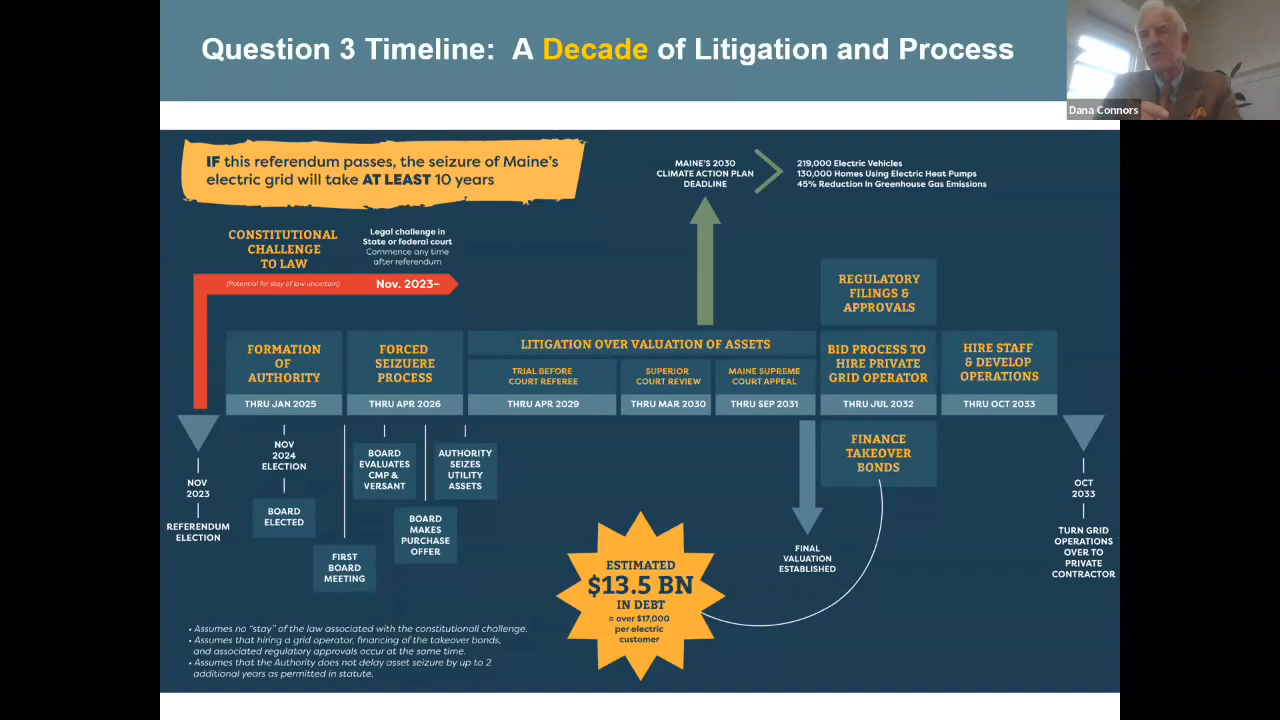 Question 3 Timeline: A Decade of Litigation and Process
Dana Connors
IF this referendum passes, the seizure of Maine's
electric grid will take AT LEAST 10 years
MAINE'S 2030
CLIMATE ACTION PLAN
DEADLINE
219,000 Electric Vehicles
130,000 Homes Using Electric Heat Pumps
45% Reduction In Greenhouse Gas Emissions
CONSTITUTIONAL
CHALLENGE
TO LAW
Legal challenge in
State or federal court
Commence any time
after referendum
(Potential for stay of law uncertain)
Nov. 2023–
FORMATION
OF
AUTHORITY
THRU JAN 2025
FORCED
SEIZUERE
PROCESS
THRU APR 2026
LITIGATION OVER VALUATION OF ASSETS
TRIAL BEFORE
COURT REFEREE
THRU APR 2029
SUPERIOR
COURT REVIEW
THRU MAR 2030
MAINE SUPREME
COURT APPEAL
THRU SEP 2031
REGULATORY
FILINGS &
APPROVALS
BID PROCESS TO
HIRE PRIVATE
GRID OPERATOR
THRU JUL 2032
FINANCE
TAKEOVER
BONDS
HIRE STAFF
& DEVELOP
OPERATIONS
THRU OCT 2033
NOV
2023
REFERENDUM
ELECTION
NOV
2024
ELECTION
BOARD
ELECTED
FIRST
BOARD
MEETING
BOARD
EVALUATES
CMP &
VERSANT
BOARD
MAKES
PURCHASE
OFFER
AUTHORITY
SEIZES
UTILITY
ASSETS
FINAL
VALUATION
ESTABLISHED
OCT
2033
TURN GRID
OPERATIONS
OVER TO
PRIVATE
CONTRACTOR
ESTIMATED
$13.5 BN
IN DEBT
= over $17,000
per electric
customer
• Assumes no "stay" of the law associated with the constitutionall challenge.
• Assumes that hiring a grid operator, financing of the takeover bonds,
and associated regulatory approvals occur at the same time.
• Assumes that the Authority does not delay asset seizure by up to 2
additional years as permitted in statute.